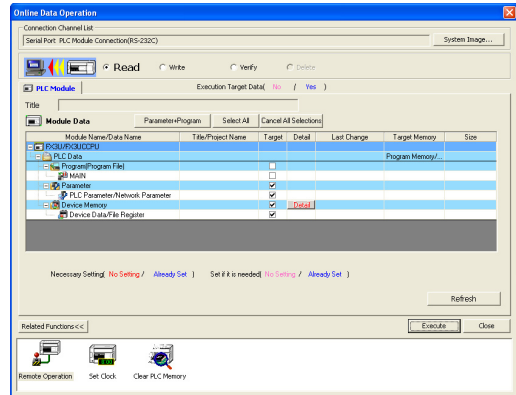 Online Data Operation
Connection Channel List
Serial Port PLC Module Connection(RS-232C)
System Image...
Read
Write
Verify
Delete
PLC Module
Execution Target Data( No / Yes )
Title
Module Data
Parameter+Program
Select All
Cancel All Selections
Module Name/Data Name
Title/Project Name
Target
Detail
Last Change
Target Memory
Size
FX3U/FX3UCCPU
PLC Data
Program Memory/...
Program(Program File)
MAIN
Parameter
PLC Parameter/Network Parameter
Device Memory
Detail
Device Data/File Register
Necessary Setting( No Setting / Already Set ) Set if it is needed( No Setting / Already Set )
Refresh
Related Functions<<
Execute
Close
Remote Operation
Set Clock
Clear PLC Memory